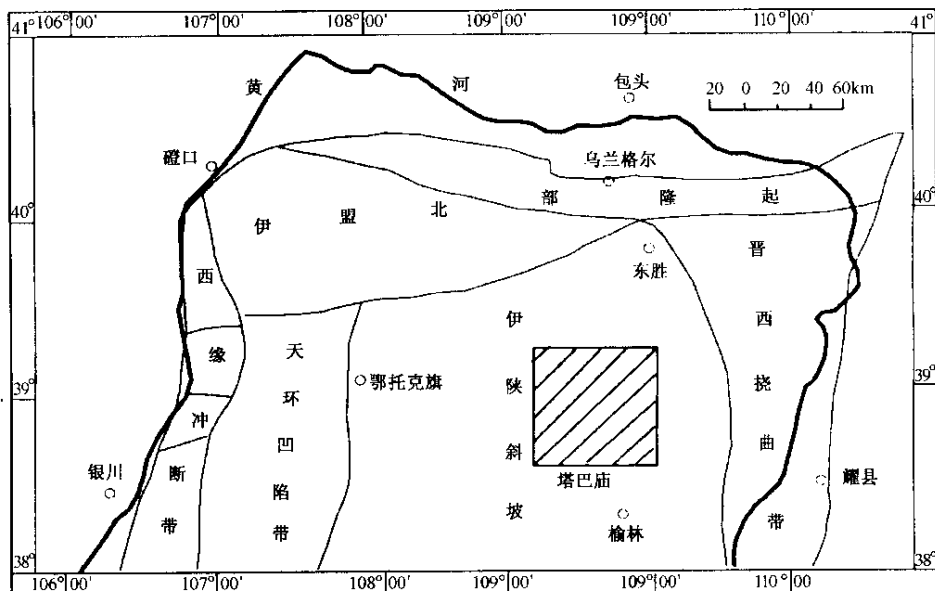 106°00' 107°00' 108°00' 109°00' 109°00' 110°00'
41° 41°
黄 河 包头
20 0 20 40 60km
磴口
乌兰格尔
40° 40°
伊 盟 北 部 隆 起
东胜
西 缘 冲 断 带
天 环 凹 陷 带
鄂托克旗
伊 陕 斜 坡
晋 西 挠 曲 带
39° 39°
塔巴庙
银川
榆林
耀县
38° 38°
106°00' 107°00' 108°00' 109°00' 109°00' 110°00'